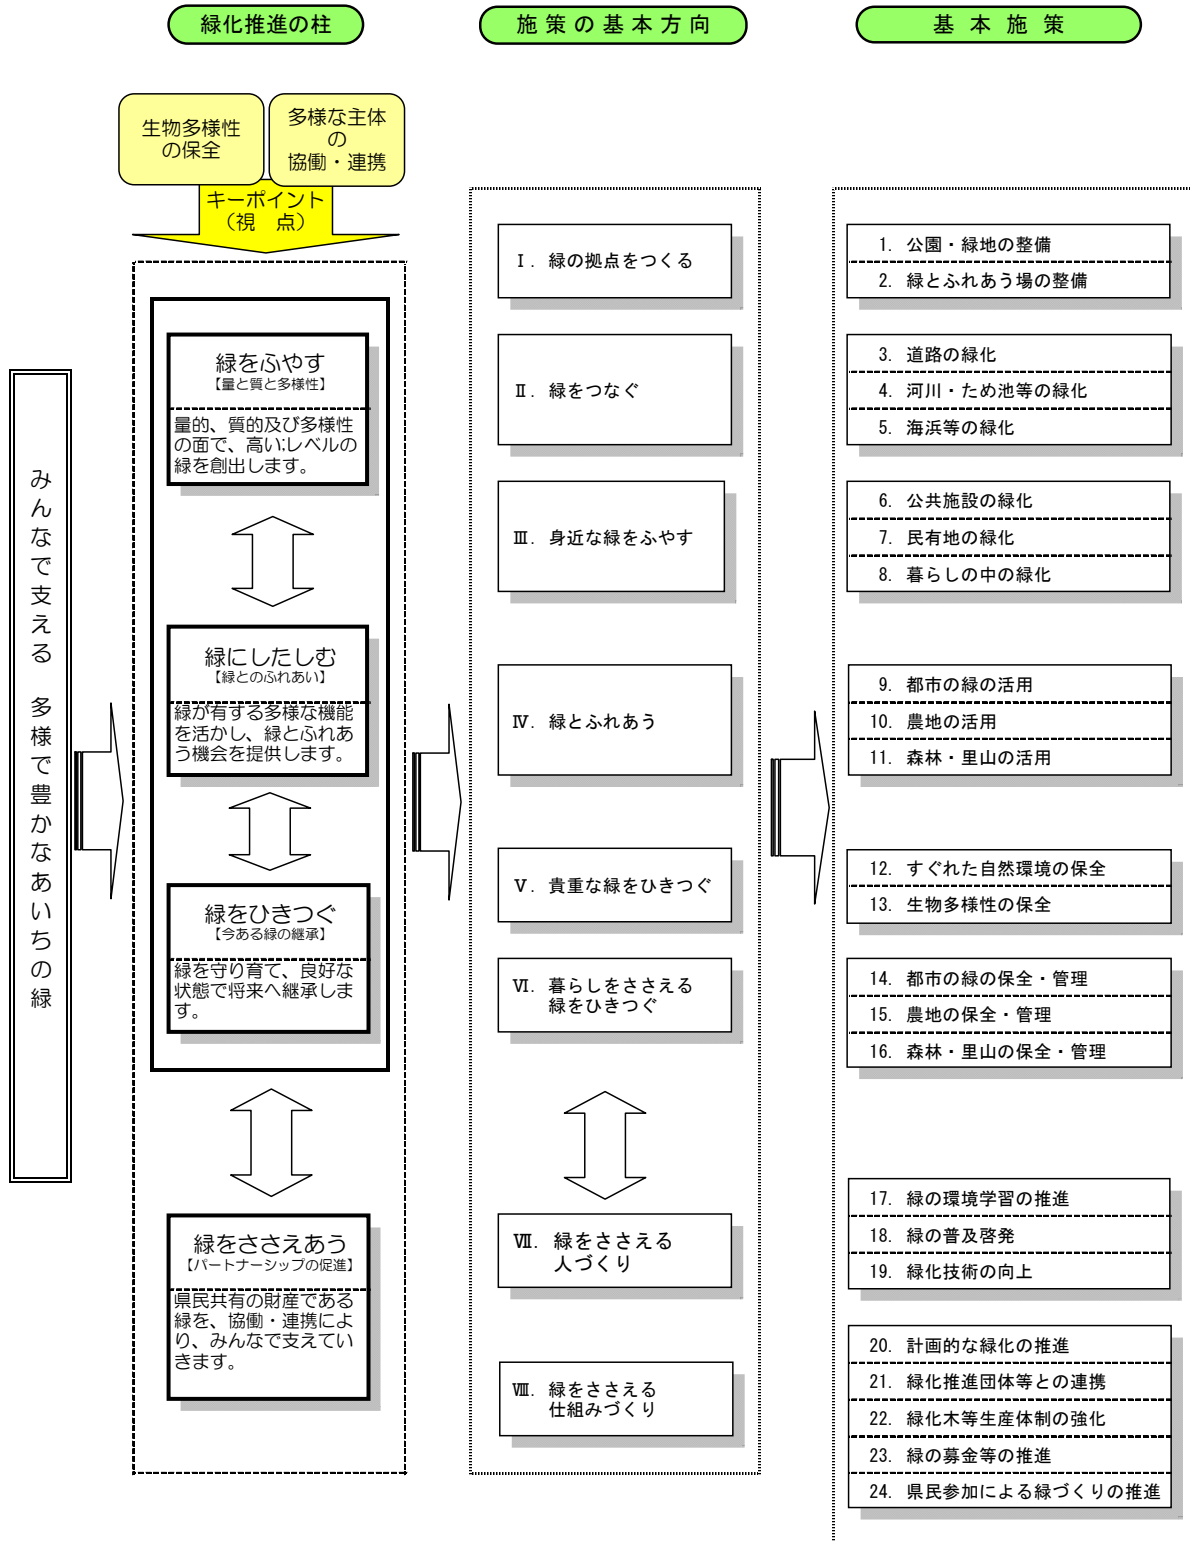 緑化推進の柱
施策の基本方向
基本施策
生物多様性
の保全
多様な主体
の
協働・連携
キーポイント
（視　点）
みんなで支える　多様で豊かなあいちの緑
緑をふやす
【量と質と多様性】
量的、質的及び多様性
の面で、高いレベルの
緑を創出します。
緑にしたしむ
【緑とのふれあい】
緑が有する多様な機能
を活かし、緑とふれあ
う機会を提供します。
緑をひきつぐ
【今ある緑の継承】
緑を守り育て、良好な
状態で将来へ継承しま
す。
緑をささえあう
【パートナーシップの促進】
県民共有の財産である
緑を、協働・連携によ
り、みんなで支えてい
きます。
Ⅰ．緑の拠点をつくる
Ⅱ．緑をつなぐ
Ⅲ．身近な緑をふやす
Ⅳ．緑とふれあう
Ⅴ．貴重な緑をひきつぐ
Ⅵ．暮らしをささえる
緑をひきつぐ
Ⅶ．緑をささえる
人づくり
Ⅷ．緑をささえる
仕組みづくり
1．公園・緑地の整備
2．緑とふれあう場の整備
3．道路の緑化
4．河川・ため池等の緑化
5．海浜等の緑化
6．公共施設の緑化
7．民有地の緑化
8．暮らしの中の緑化
9．都市の緑の活用
10．農地の活用
11．森林・里山の活用
12．すぐれた自然環境の保全
13．生物多様性の保全
14．都市の緑の保全・管理
15．農地の保全・管理
16．森林・里山の保全・管理
17．緑の環境学習の推進
18．緑の普及啓発
19．緑化技術の向上
20．計画的な緑化の推進
21．緑化推進団体等との連携
22．緑化木等生産体制の強化
23．緑の募金等の推進
24．県民参加による緑づくりの推進